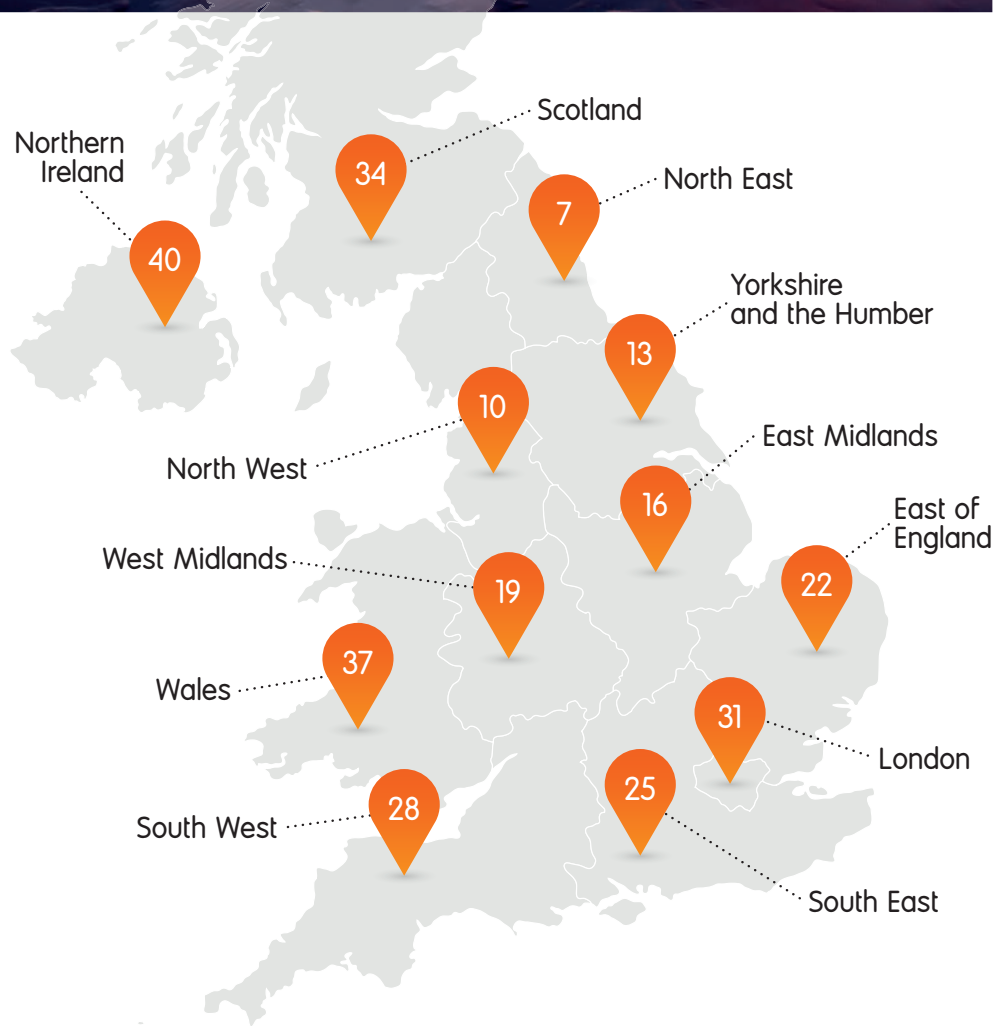 Scotland
Northern
Ireland
34
North East
7
40
Yorkshire
and the Humber
13
10
East Midlands
North West
16
East of
England
West Midlands
19
22
37
Wales
31
London
25
28
South West
South East